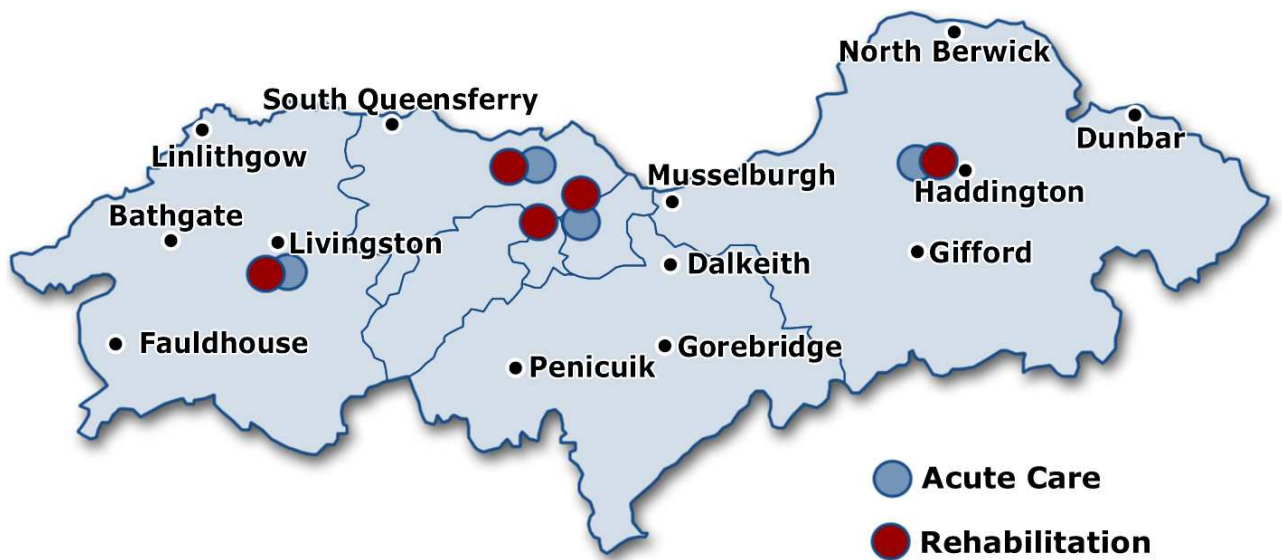 North Berwick
South Queensferry
Dunbar
Linlithgow
Musselburgh
Haddington
Bathgate
Livingston
Gifford
Dalkeith
Fauldhouse
Gorebridge
Penicuik
Acute Care
Rehabilitation